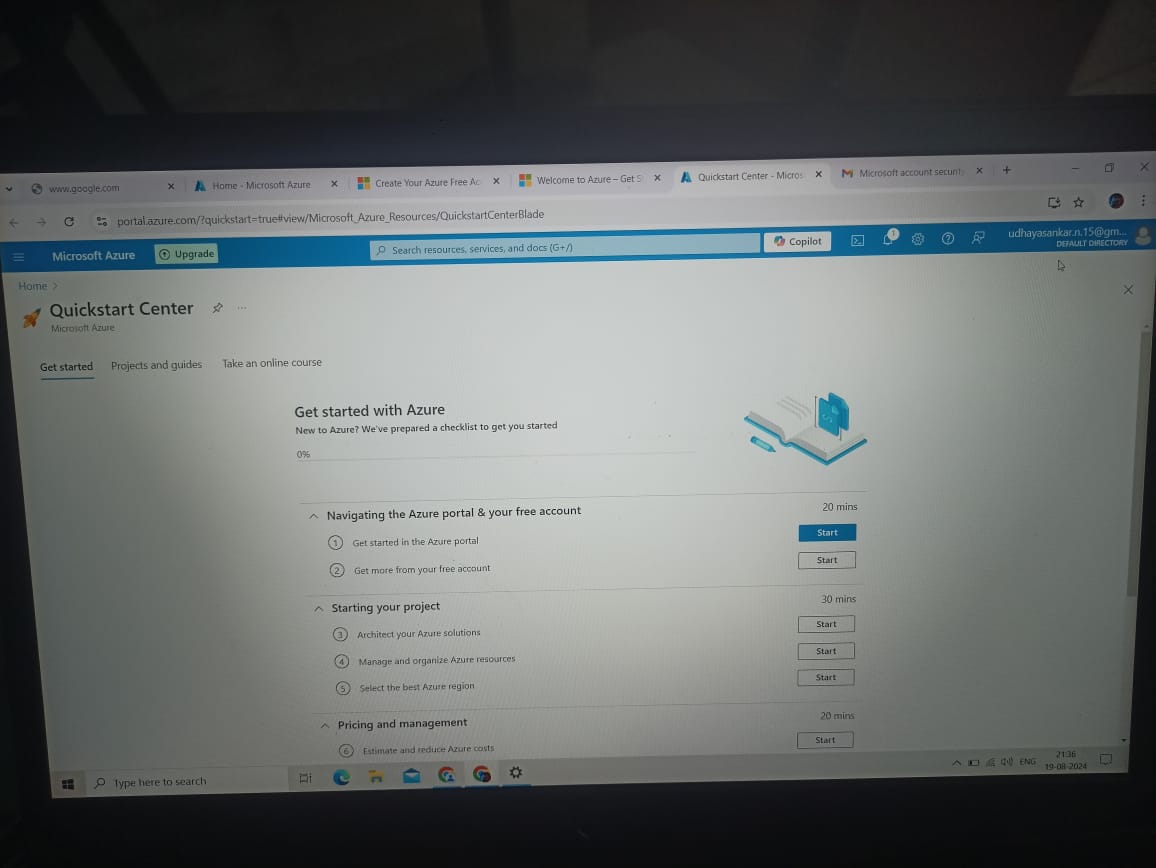 www.google.com
Home - Microsoft Azure
Create Your Azure Free Ac
Welcome to Azure – Get S
Quickstart Center - Micros
Microsoft account securit
portal.azure.com/?quickstart=true#view/Microsoft_Azure_Resources/QuickstartCenterBlade
Microsoft Azure
Upgrade
Search resources, services, and docs (G+/)
Copilot
1
udhayasankar.n.15@gm...
DEFAULT DIRECTORY
Home >
Quickstart Center
Microsoft Azure
Get started
Projects and guides
Take an online course
Get started with Azure
New to Azure? We've prepared a checklist to get you started
0%
Navigating the Azure portal & your free account
20 mins
1 Get started in the Azure portal
Start
2 Get more from your free account
Start
Starting your project
30 mins
3 Architect your Azure solutions
Start
4 Manage and organize Azure resources
Start
5 Select the best Azure region
Start
Pricing and management
20 mins
6 Estimate and reduce Azure costs
Start
Type here to search
ENG
21:36
19-08-2024